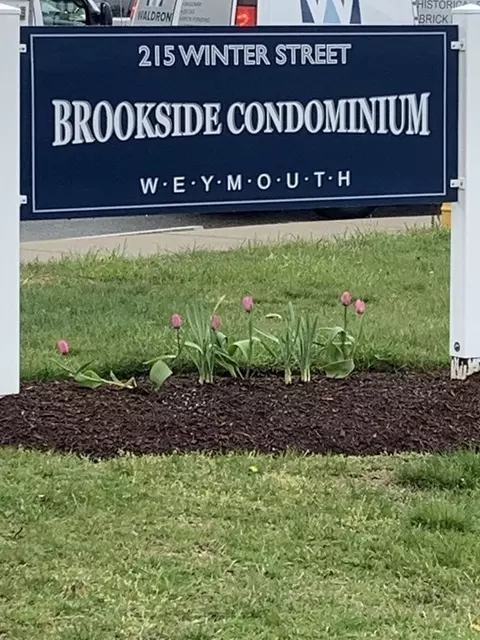 WALDRON
W
HISTORIC
BRICK
215 WINTER STREET
BROOKSIDE CONDOMINIUM
W·E·Y·M·O·U·T·H